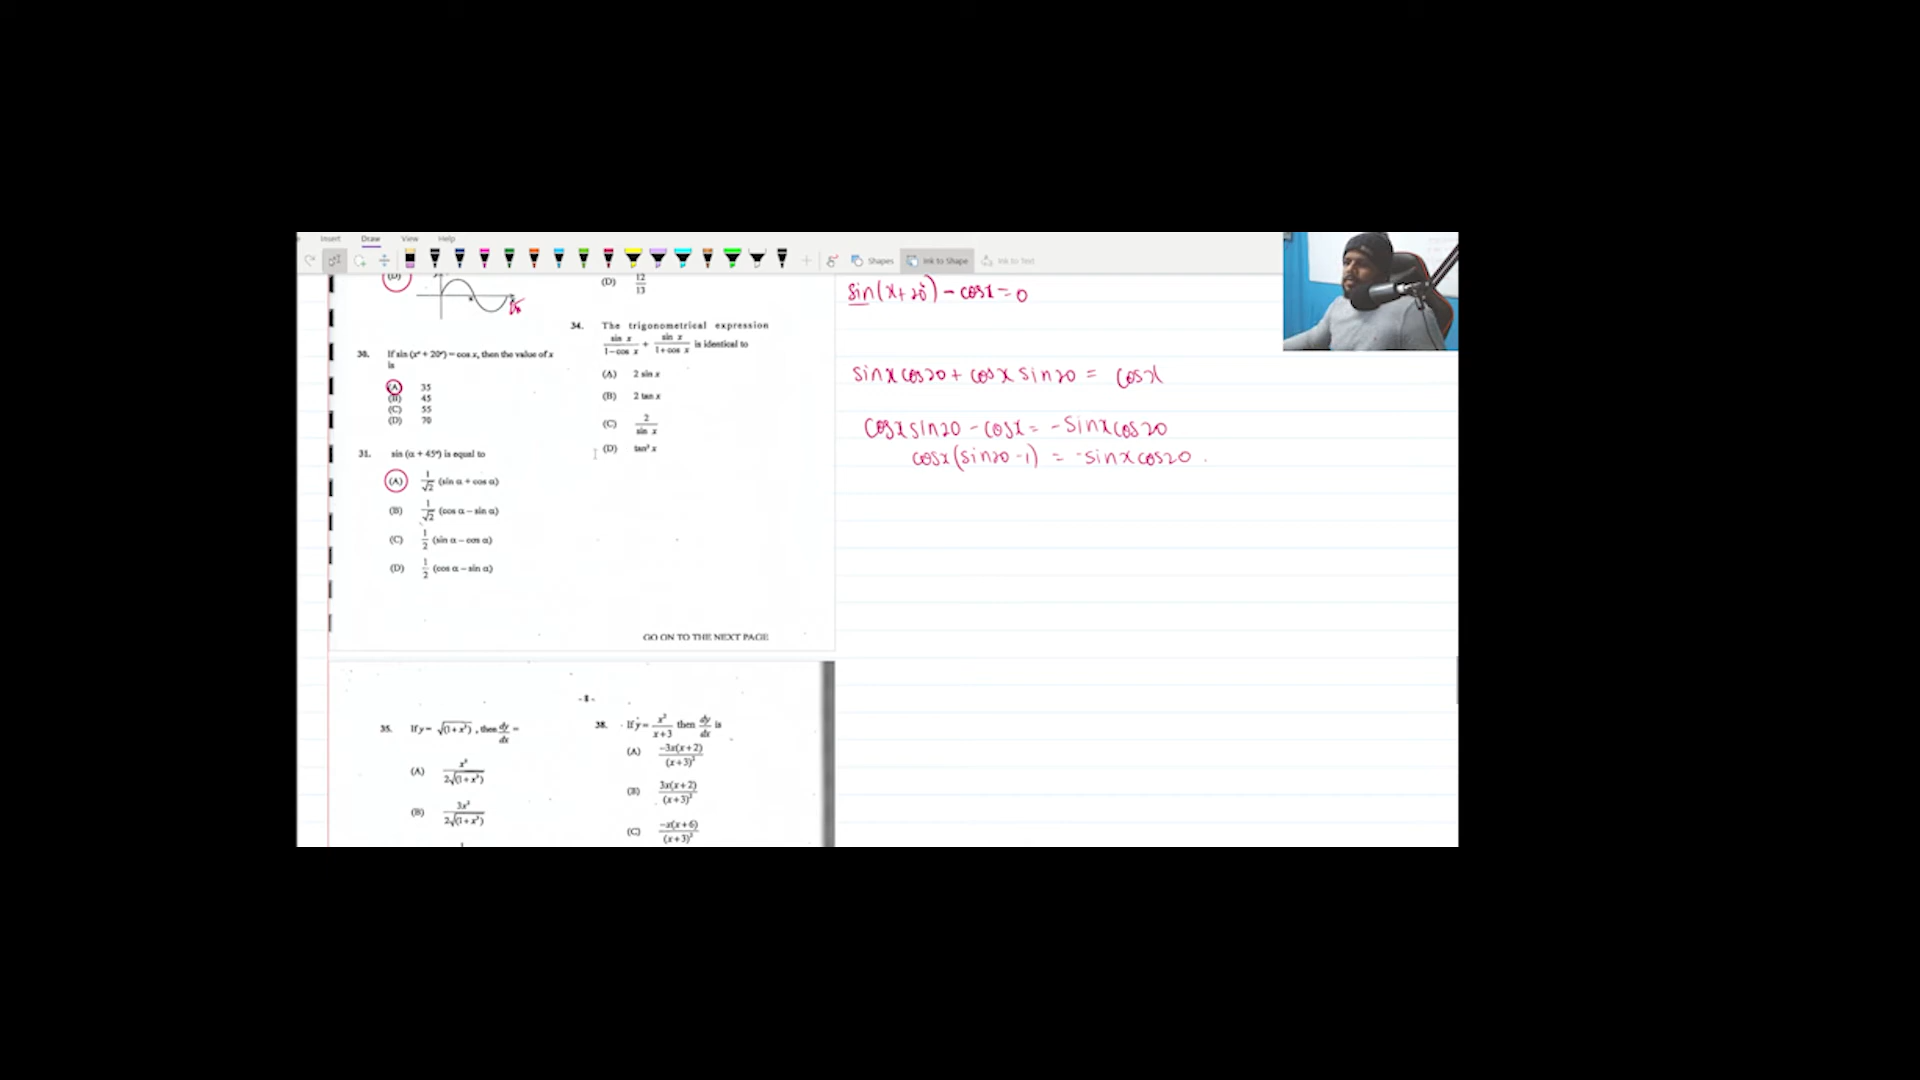 Insert Draw View Help
Shapes Ink to Shape Ink to Text
(D)
30. If sin (x° + 20°) = cos x, then the value of x
is
(A) 35
(B) 45
(C) 55
(D) 70
31. sin (α + 45°) is equal to
(A) 1/√2 (sin α + cos α)
(B) 1/√2 (cos α – sin α)
(C) 1/2 (sin α – cos α)
(D) 1/2 (cos α – sin α)
(D) 12/13
34. The trigonometrical expression
sin x/1–cos x + sin x/1+cos x is identical to
(A) 2 sin x
(B) 2 tan x
(C) 2/sin x
(D) tan² x
GO ON TO THE NEXT PAGE
- 8 -
35. If y = √(1+x³) , then dy/dx =
(A) x³/2√(1+x³)
(B) 3x²/2√(1+x³)
38. If y = x²/x+3 then dy/dx is
(A) –3x(x+2)/(x+3)²
(B) 3x(x+2)/(x+3)²
(C) –x(x+6)/(x+3)²
sin(x+20°) - cosx = 0
sinx cos20 + cosx sin20 = cosx
cosx sin20 - cosx = - sinx cos20
cosx(sin20 -1) = -sinx cos20